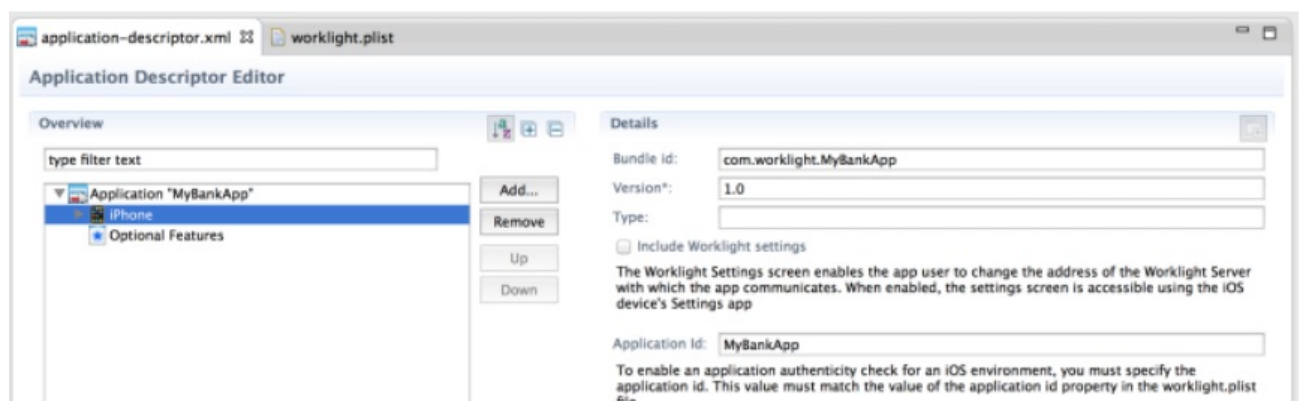 application-descriptor.xml
worklight.plist
Application Descriptor Editor
Overview
type filter text
Application "MyBankApp"
iPhone
Optional Features
Add...
Remove
Up
Down
Details
Bundle id:
com.worklight.MyBankApp
Version*:
1.0
Type:
Include Worklight settings
The Worklight Settings screen enables the app user to change the address of the Worklight Server
with which the app communicates. When enabled, the settings screen is accessible using the iOS
device's Settings app
Application Id:
MyBankApp
To enable an application authenticity check for an iOS environment, you must specify the
application id. This value must match the value of the application id property in the worklight.plist